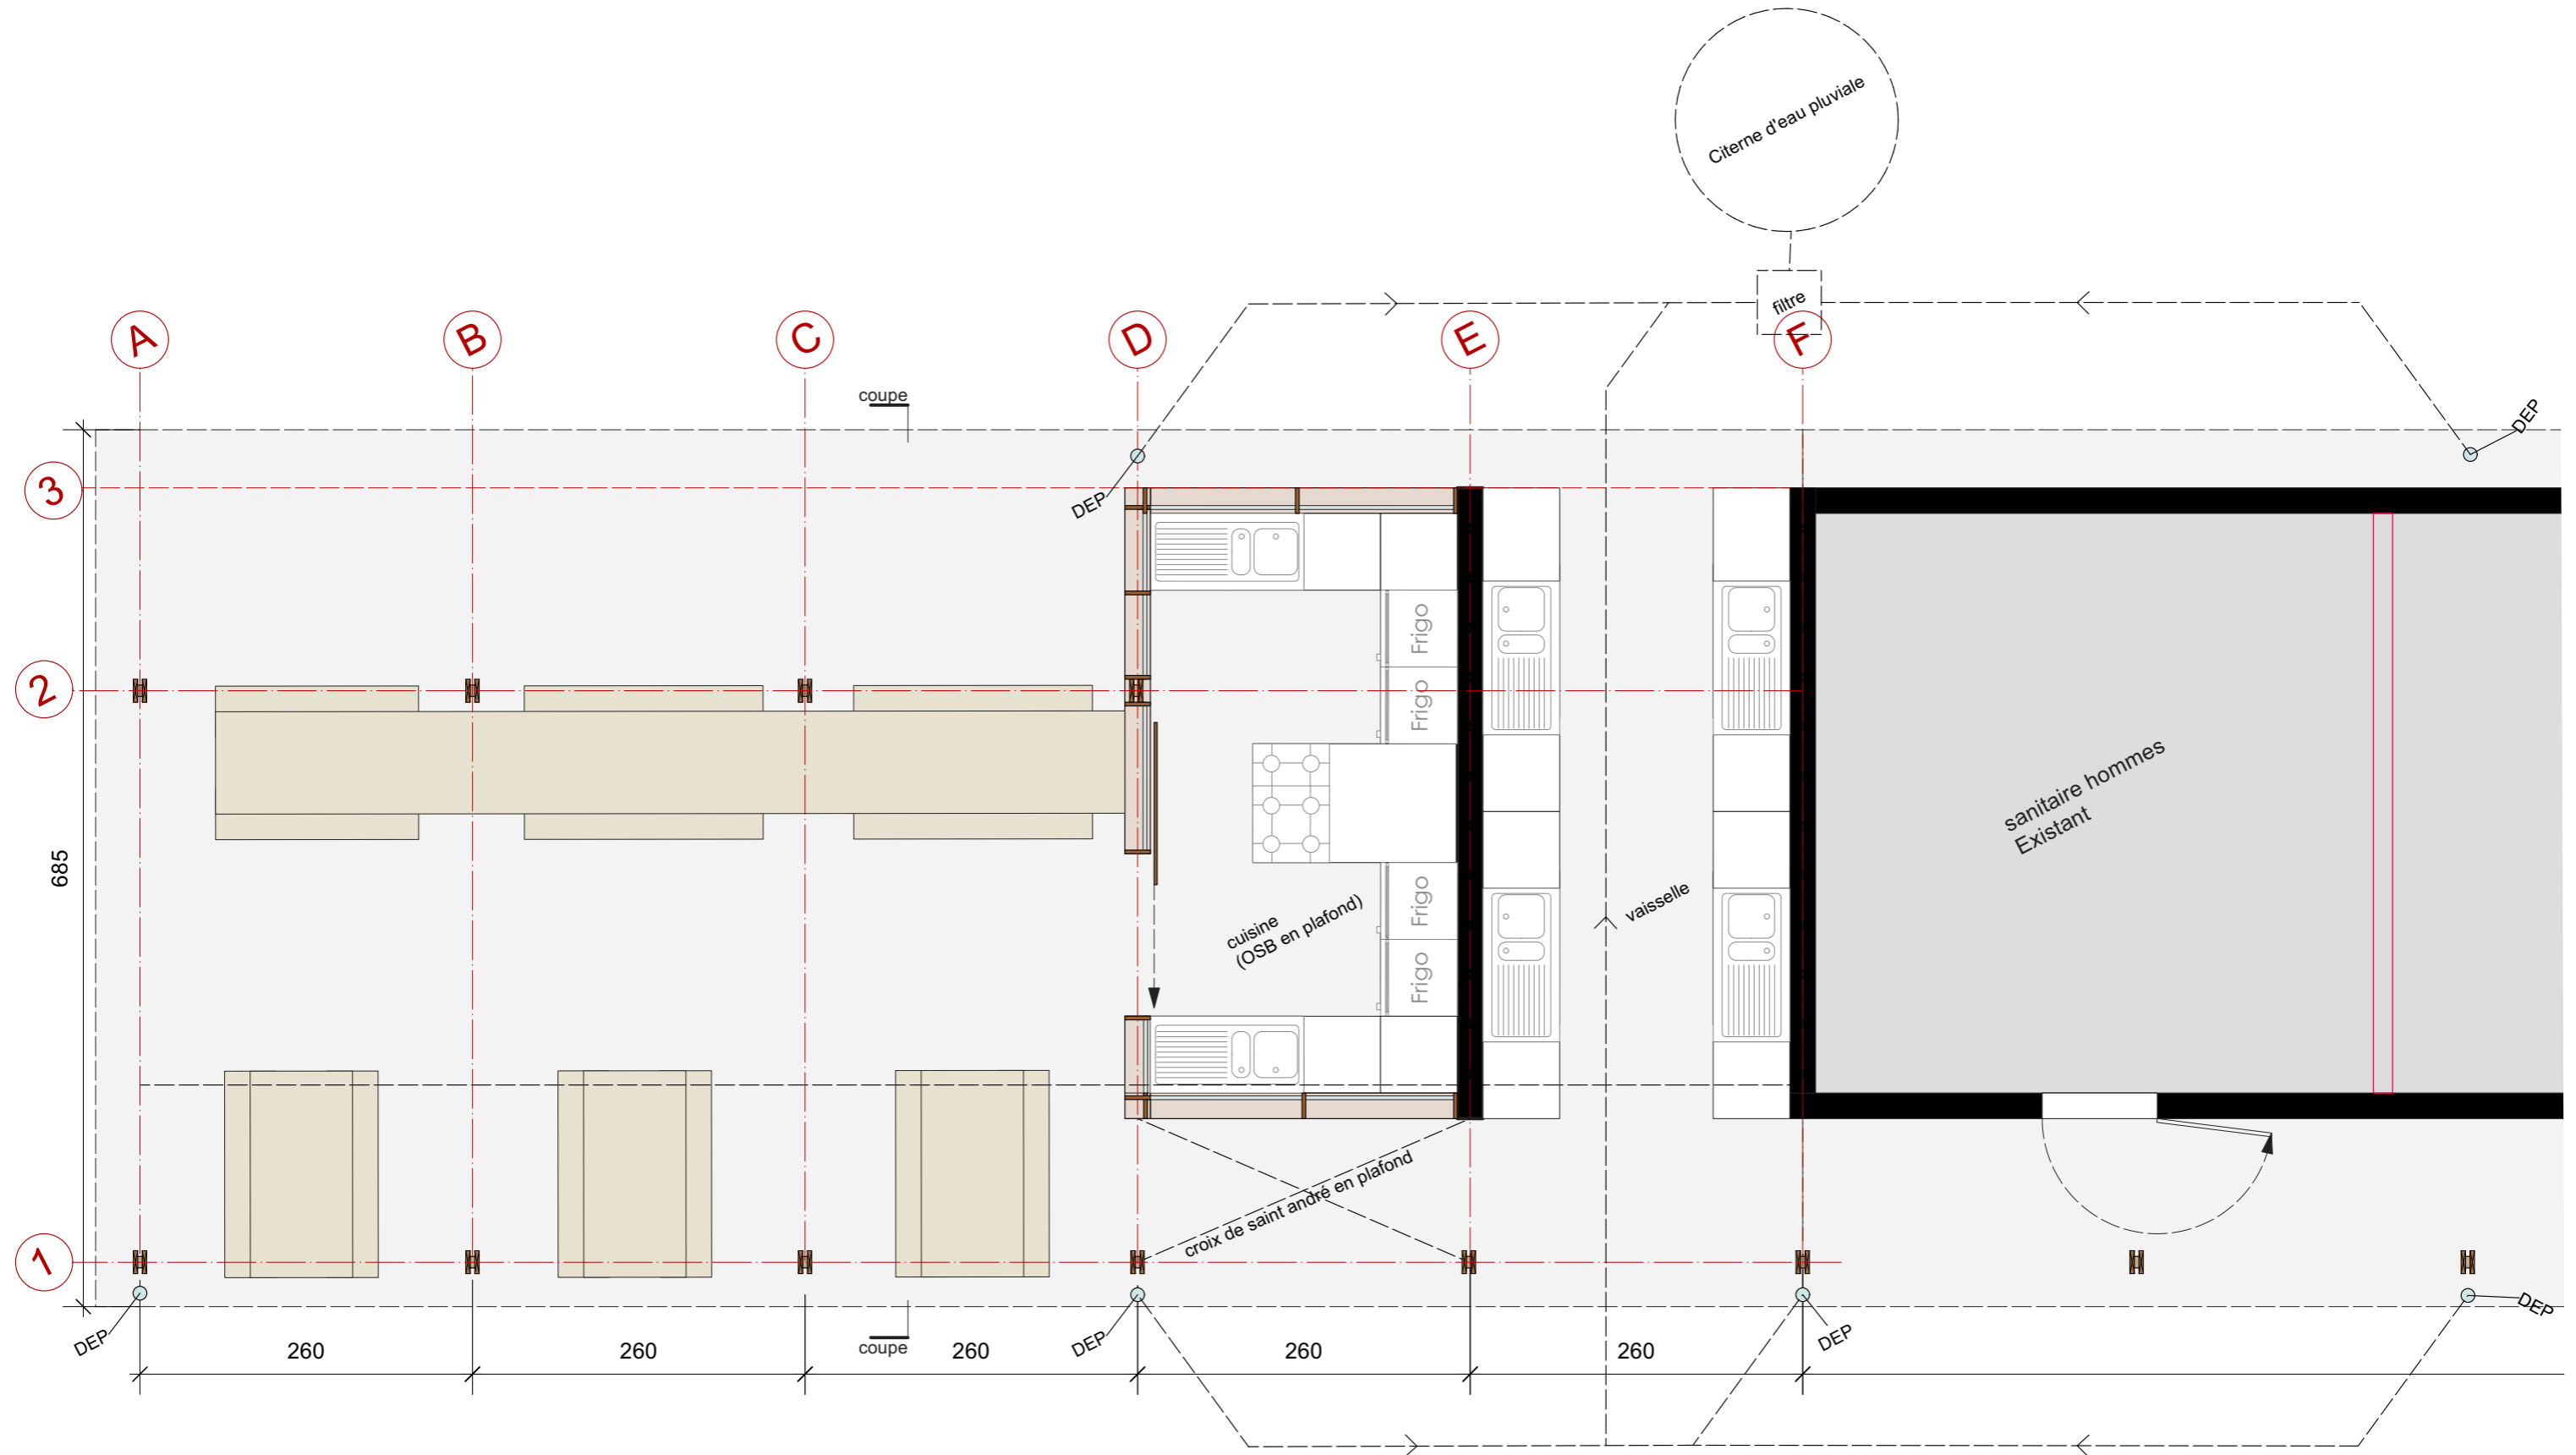 Citerne d'eau pluviale
filtre
A
B
C
D
E
F
coupe
DEP
DEP
3
2
1
685
Frigo
Frigo
Frigo
Frigo
cuisine
(OSB en plafond)
vaisselle
sanitaire hommes
Existant
croix de saint andré en plafond
DEP
DEP
DEP
DEP
coupe
260
260
260
260
260